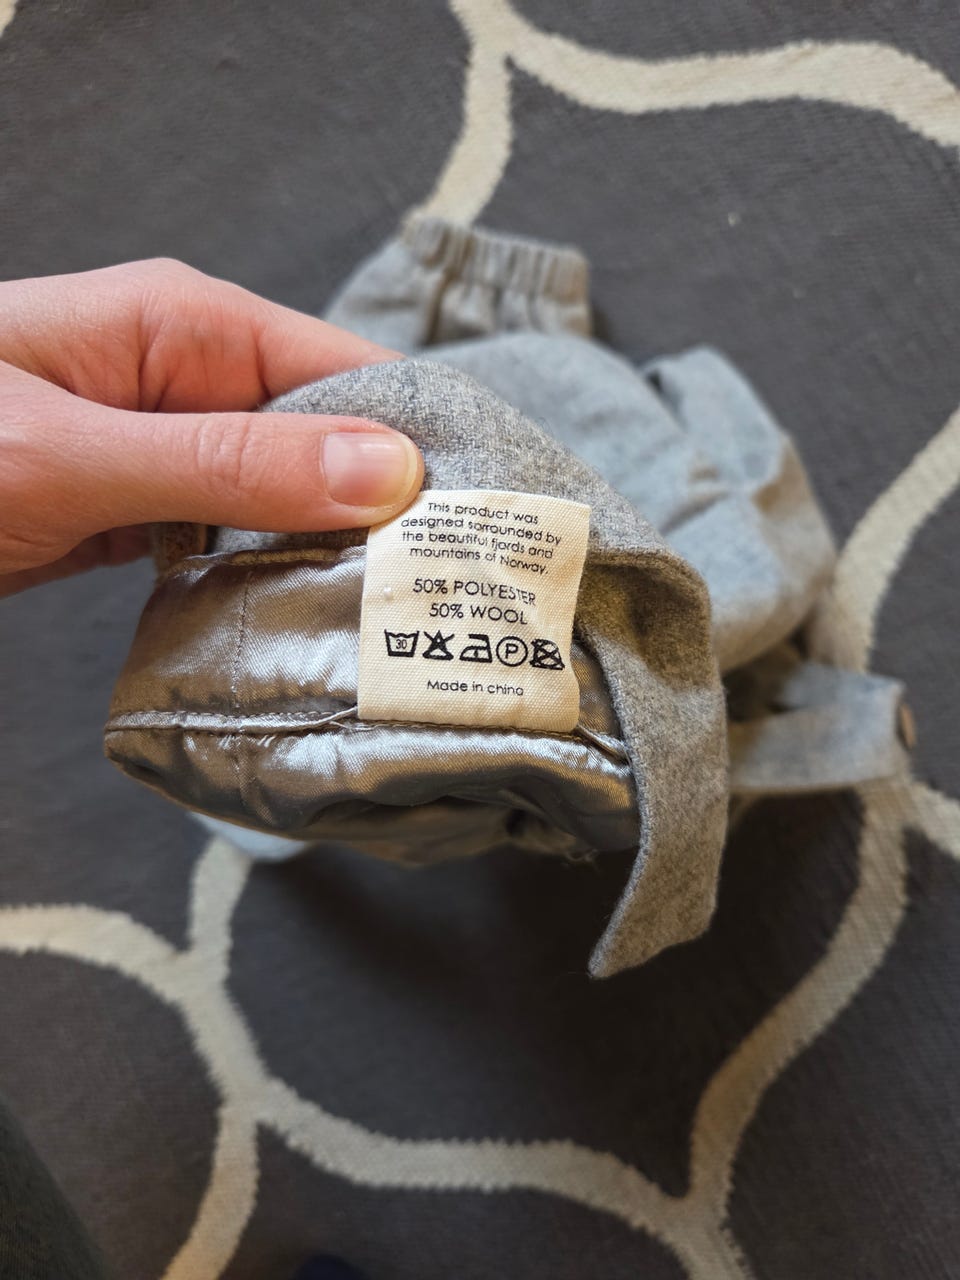 This product was
designed sorrounded by
the beautiful fjords and
mountains of Norway.
50% POLYESTER
50% WOOL
30 P
Made in china